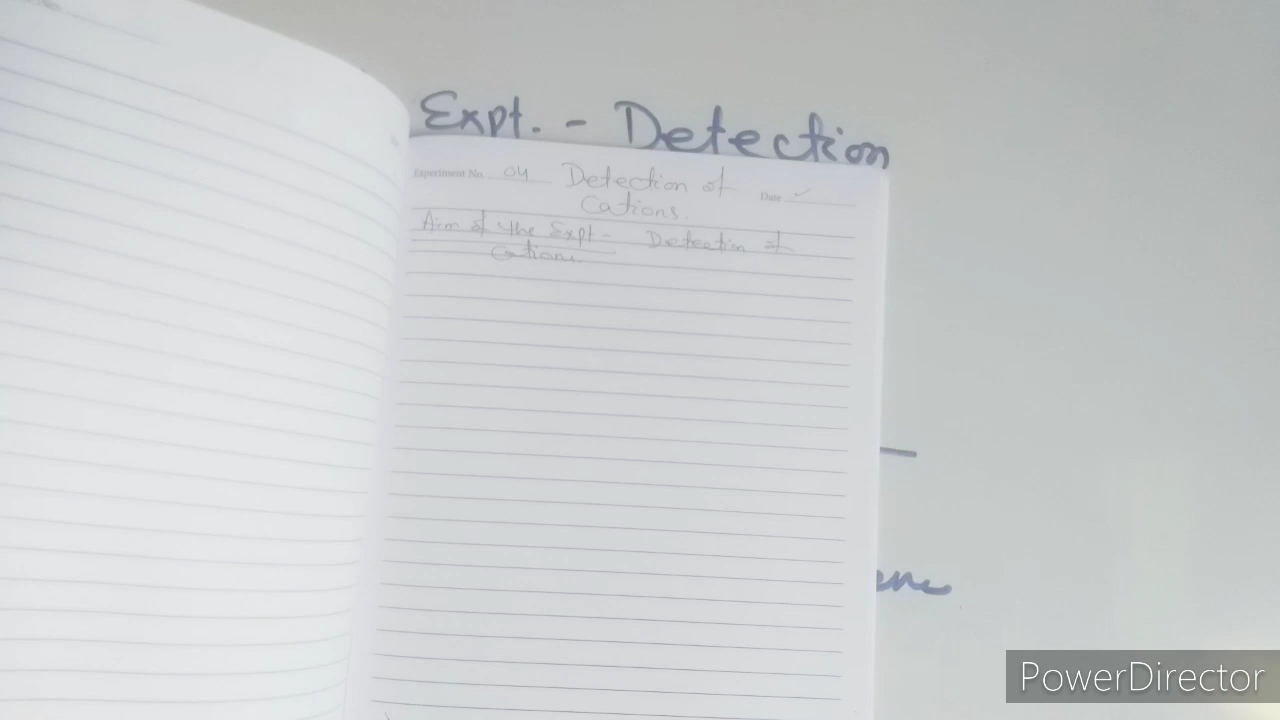 Expt. - Detection
Experiment No. 04 Detection of Date
Cations.
Aim of the Expt - Detection of
Cations.
PowerDirector